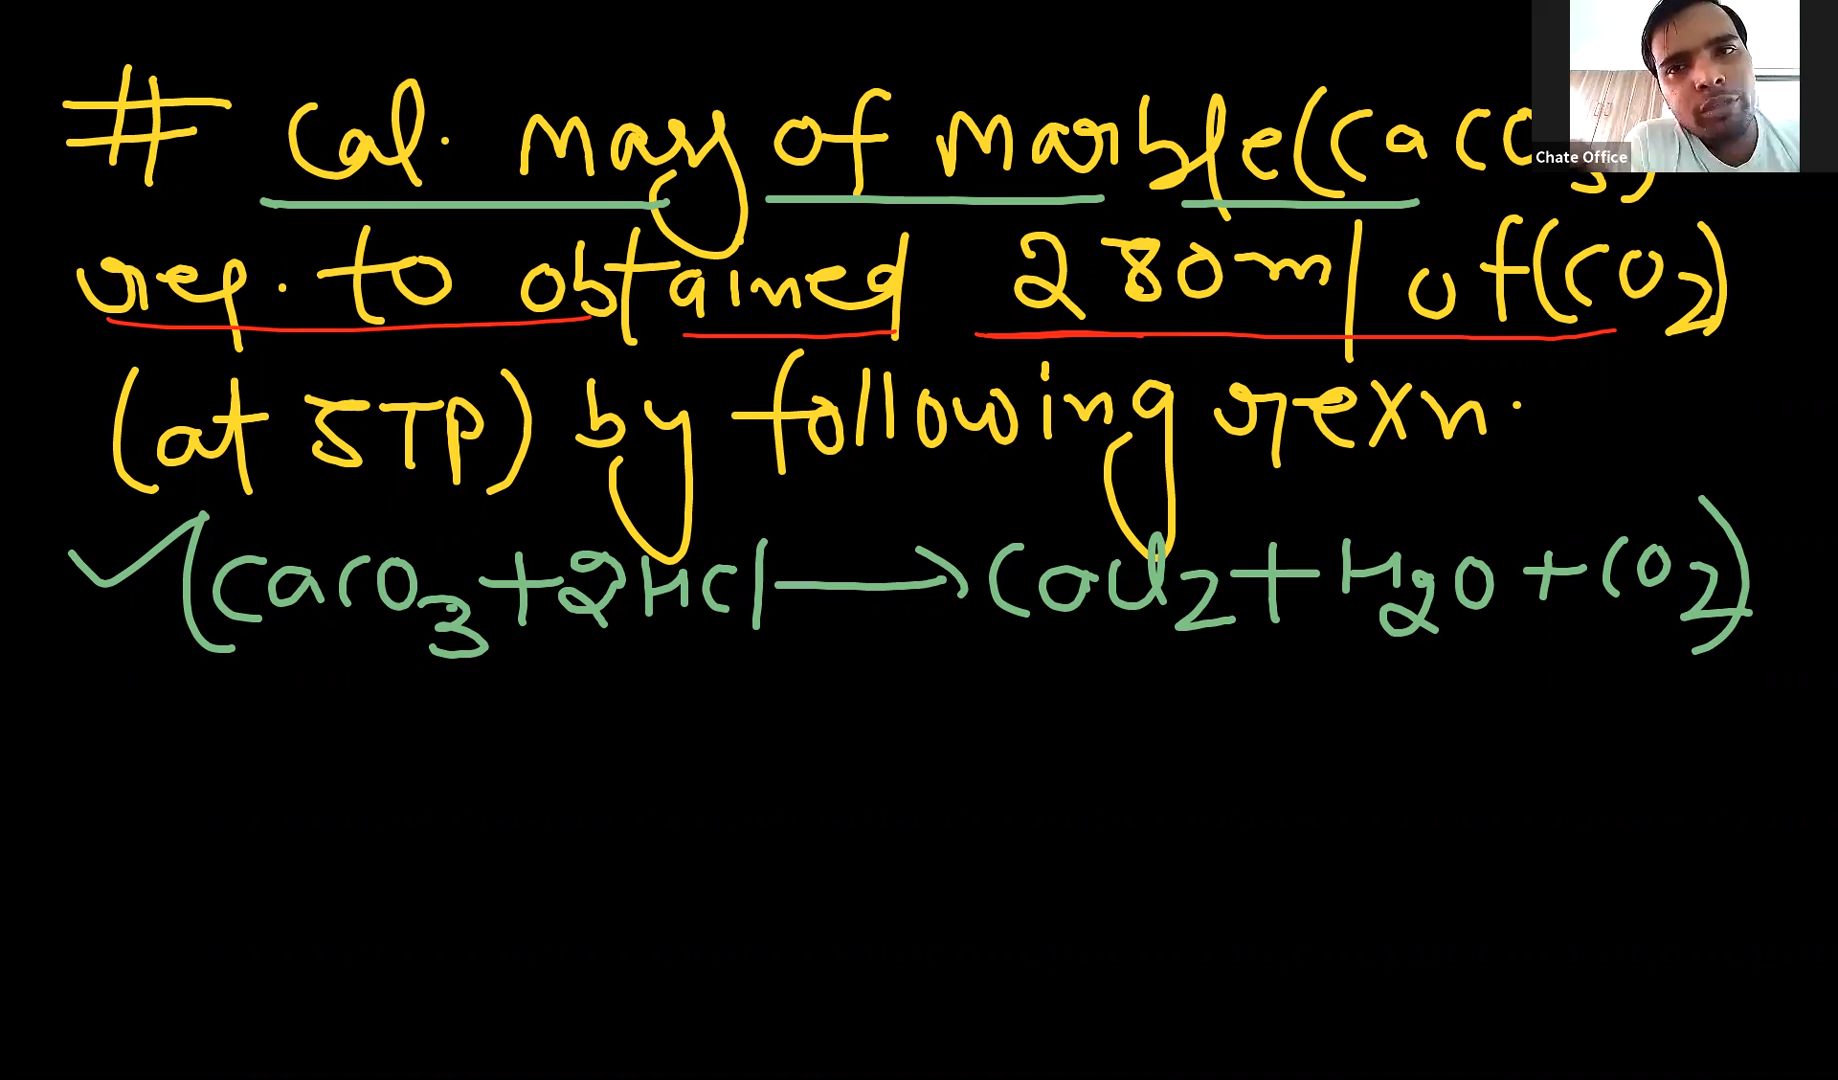 # Cal. mass of marble (CaCO3)
Chate Office
req. to obtained 280ml of (CO2)
(at STP) by following rexn.
(CaCO3 + 2HCl → CaCl2 + H2O + CO2)